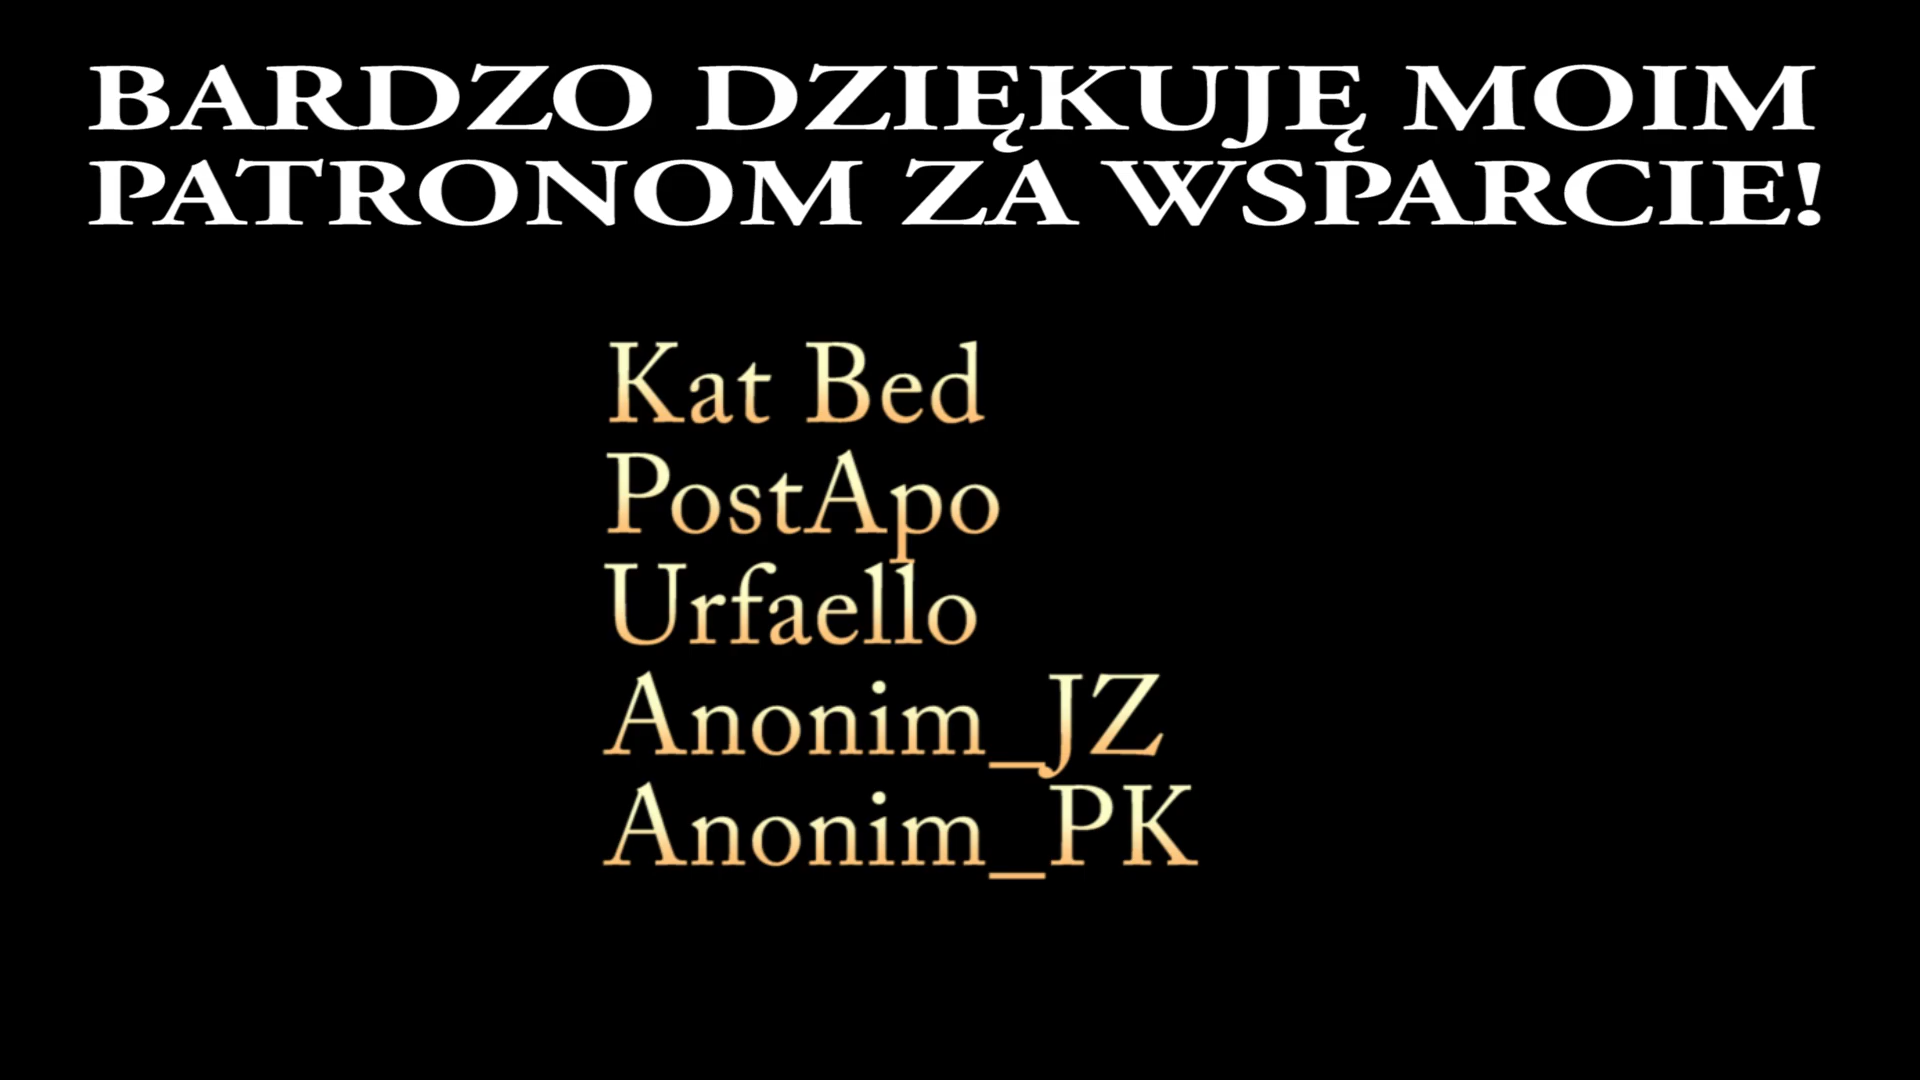 BARDZO DZIĘKUJĘ MOIM
PATRONOM ZA WSPARCIE!
Kat Bed
PostApo
Urfaello
Anonim_JZ
Anonim_PK